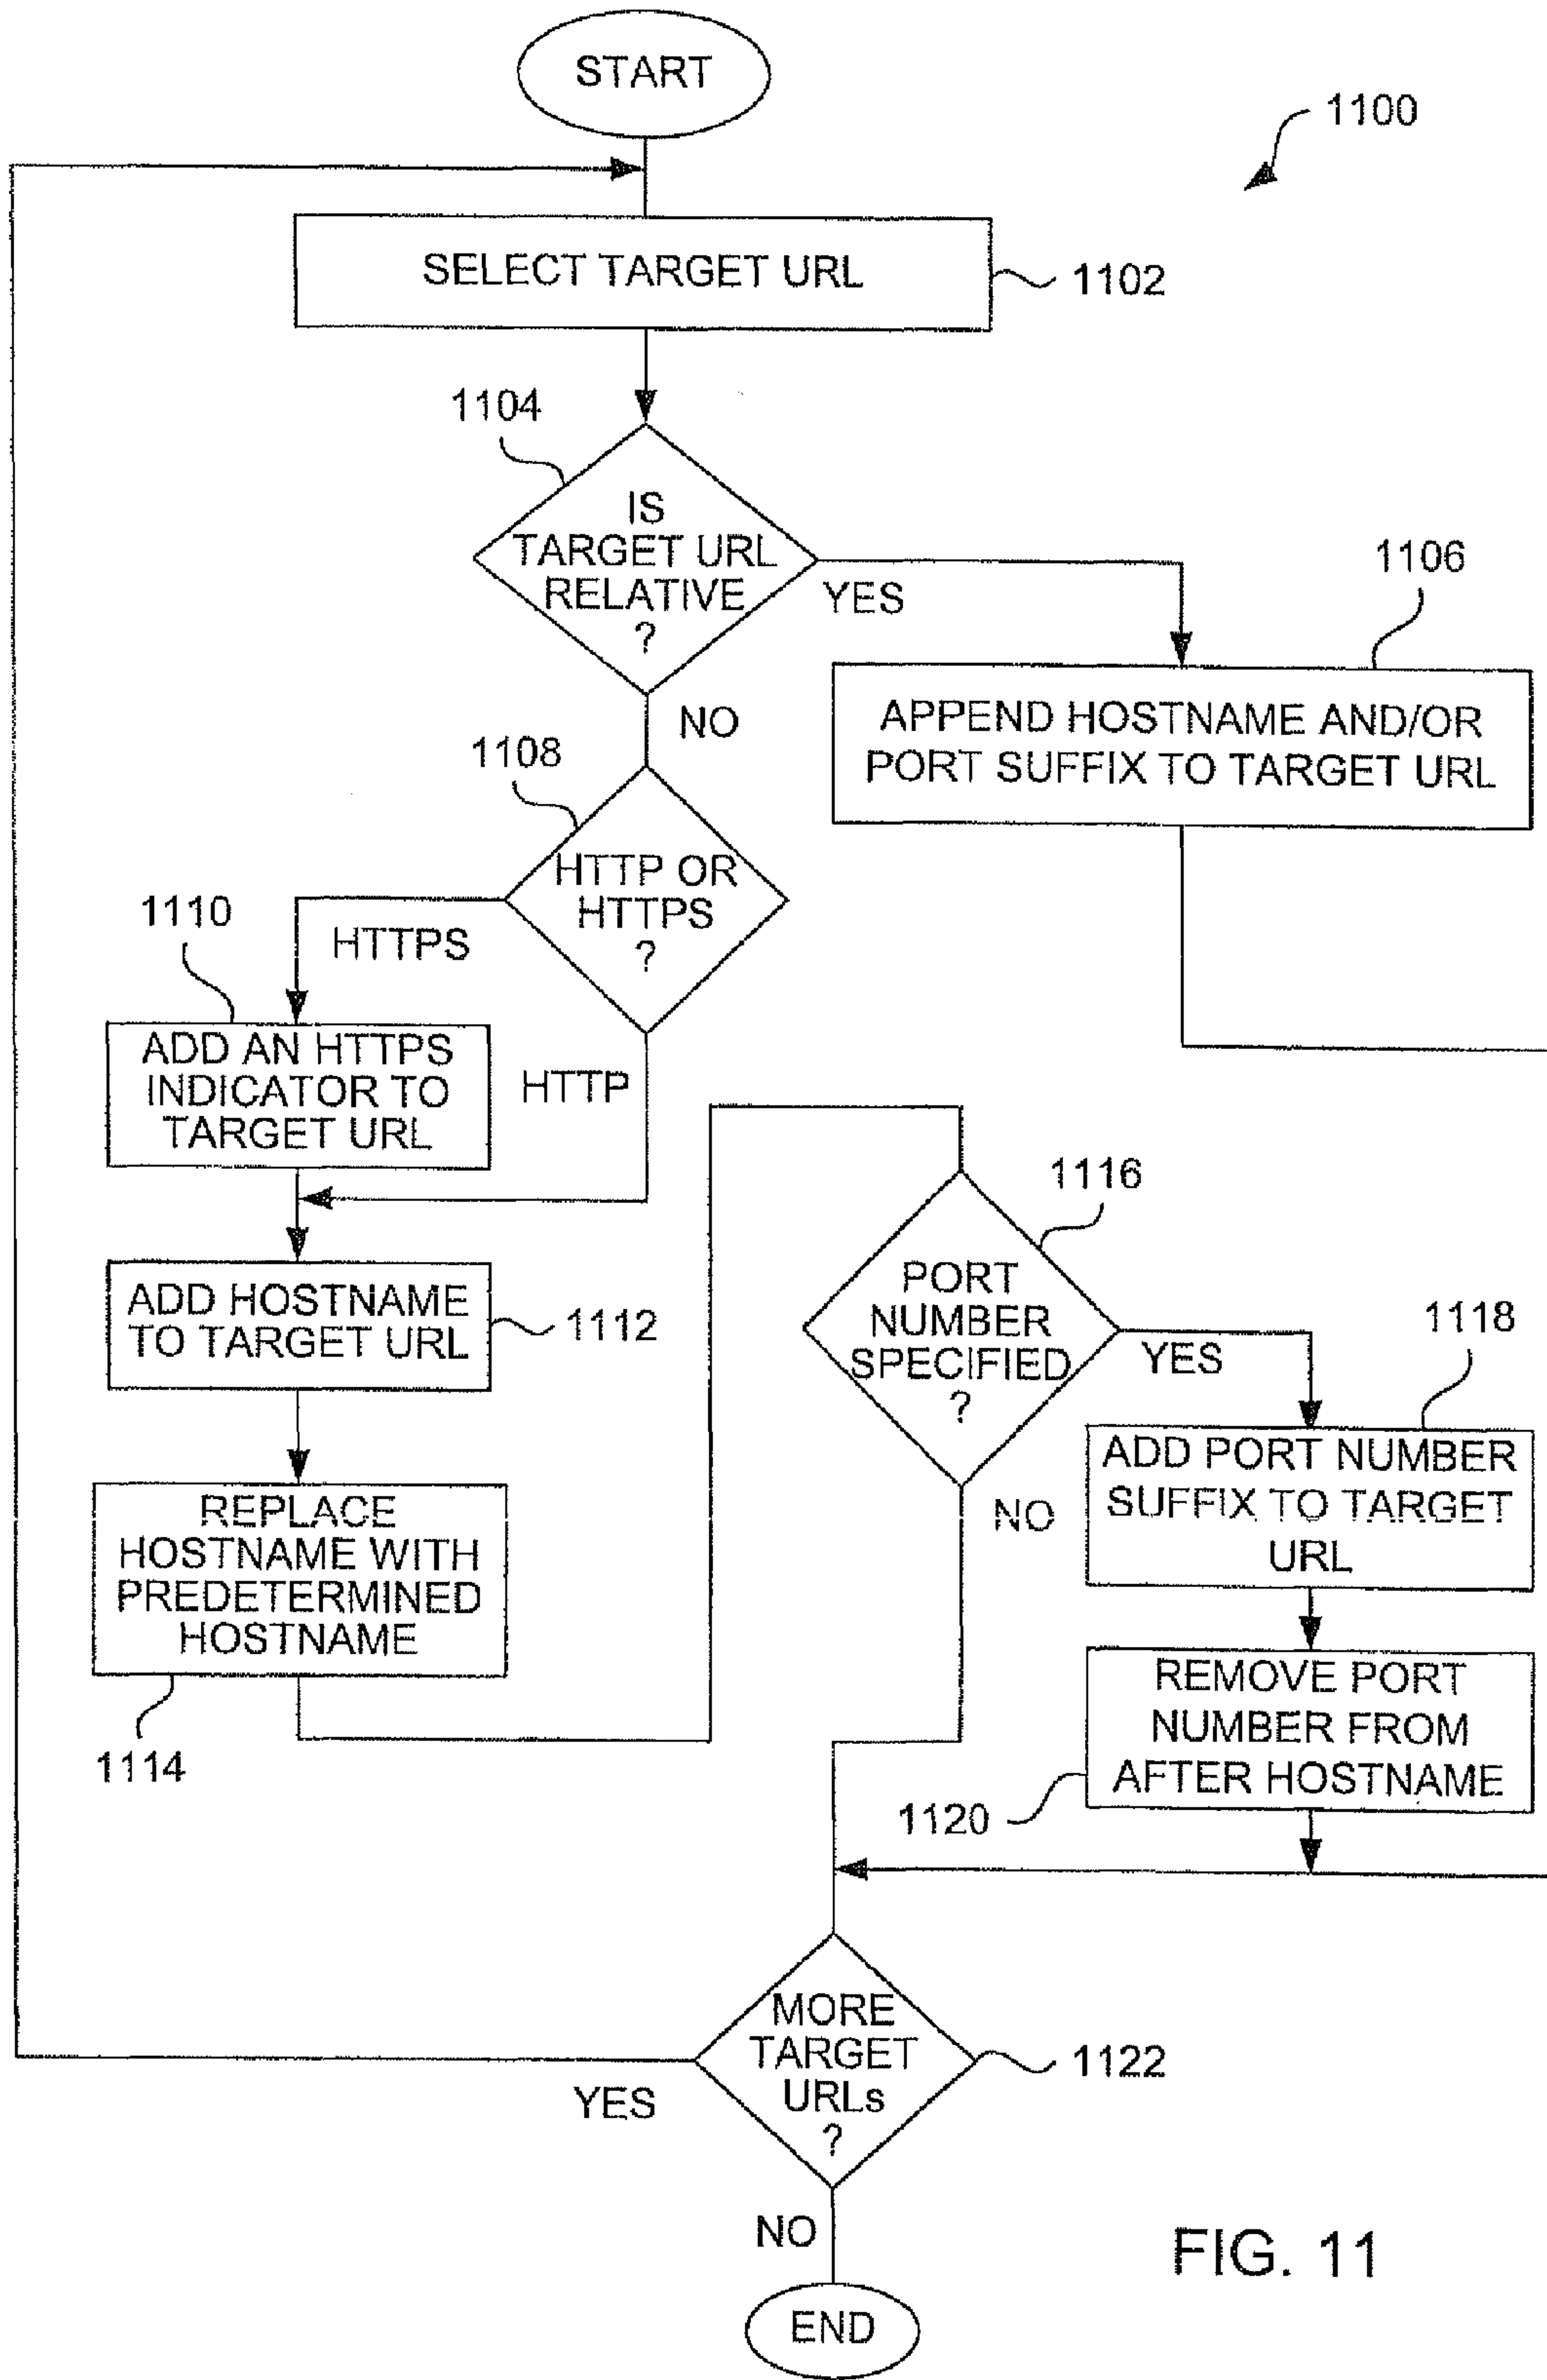 START
1100
SELECT TARGET URL
1102
1104
IS
TARGET URL
RELATIVE
?
YES
NO
1106
APPEND HOSTNAME AND/OR
PORT SUFFIX TO TARGET URL
1108
HTTP OR
HTTPS
?
HTTPS
HTTP
1110
ADD AN HTTPS
INDICATOR TO
TARGET URL
ADD HOSTNAME
TO TARGET URL
1112
REPLACE
HOSTNAME WITH
PREDETERMINED
HOSTNAME
1114
1116
PORT
NUMBER
SPECIFIED
?
YES
NO
1118
ADD PORT NUMBER
SUFFIX TO TARGET
URL
REMOVE PORT
NUMBER FROM
AFTER HOSTNAME
1120
MORE
TARGET
URLs
?
1122
YES
NO
END
FIG. 11